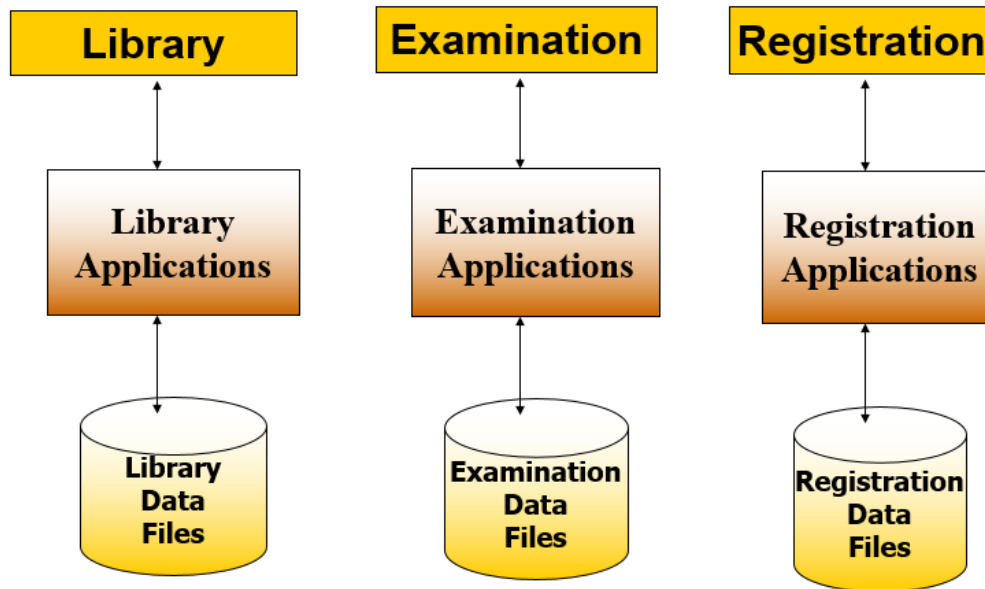 Library
Examination
Registration
Library
Applications
Examination
Applications
Registration
Applications
Library
Data
Files
Examination
Data
Files
Registration
Data
Files